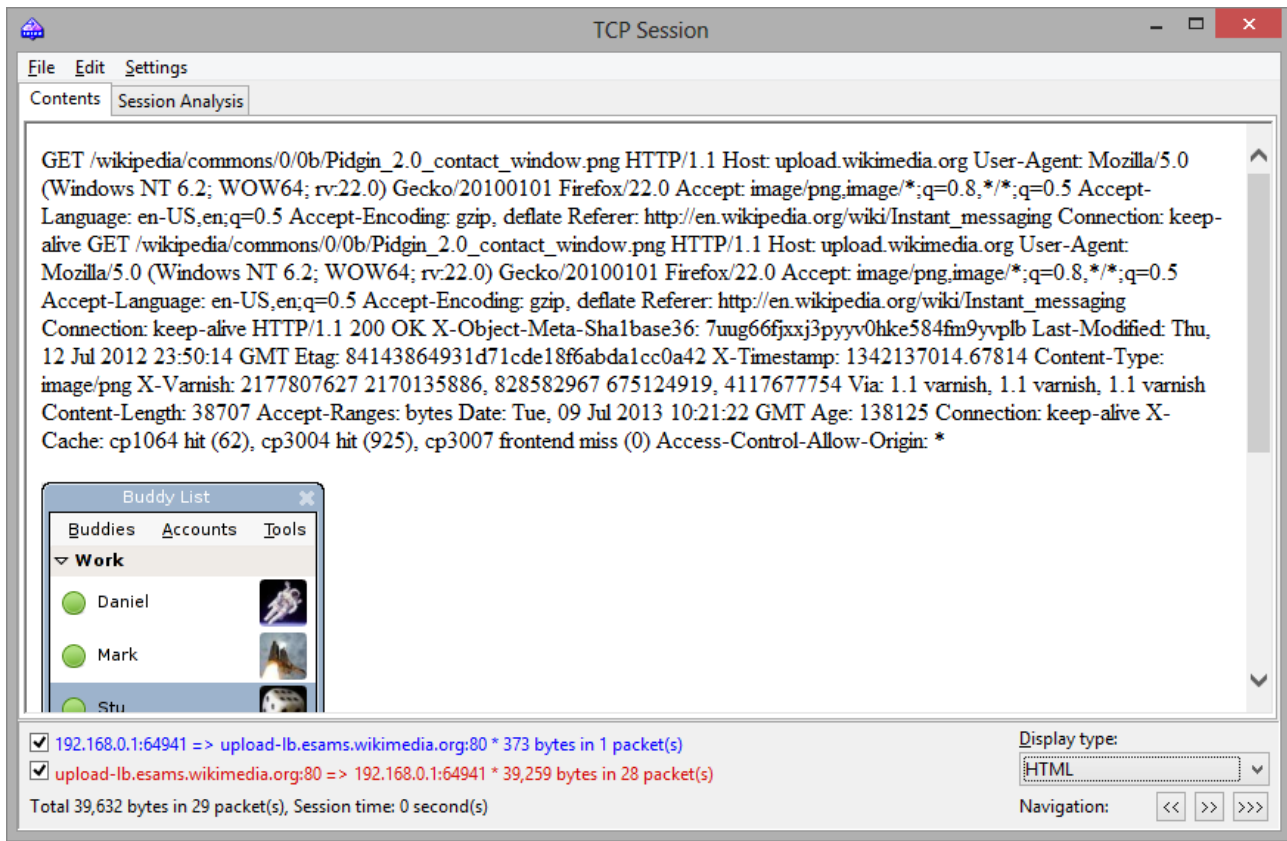 TCP Session
File Edit Settings
Contents Session Analysis
GET /wikipedia/commons/0/0b/Pidgin_2.0_contact_window.png HTTP/1.1 Host: upload.wikimedia.org User-Agent: Mozilla/5.0
(Windows NT 6.2; WOW64; rv:22.0) Gecko/20100101 Firefox/22.0 Accept: image/png,image/*;q=0.8,*/*;q=0.5 Accept-
Language: en-US,en;q=0.5 Accept-Encoding: gzip, deflate Referer: http://en.wikipedia.org/wiki/Instant_messaging Connection: keep-
alive GET /wikipedia/commons/0/0b/Pidgin_2.0_contact_window.png HTTP/1.1 Host: upload.wikimedia.org User-Agent:
Mozilla/5.0 (Windows NT 6.2; WOW64; rv:22.0) Gecko/20100101 Firefox/22.0 Accept: image/png,image/*;q=0.8,*/*;q=0.5
Accept-Language: en-US,en;q=0.5 Accept-Encoding: gzip, deflate Referer: http://en.wikipedia.org/wiki/Instant_messaging
Connection: keep-alive HTTP/1.1 200 OK X-Object-Meta-Sha1base36: 7uug66fjxxj3pyyv0hke584fm9yvplb Last-Modified: Thu,
12 Jul 2012 23:50:14 GMT Etag: 84143864931d71cde18f6abda1cc0a42 X-Timestamp: 1342137014.67814 Content-Type:
image/png X-Varnish: 2177807627 2170135886, 828582967 675124919, 4117677754 Via: 1.1 varnish, 1.1 varnish, 1.1 varnish
Content-Length: 38707 Accept-Ranges: bytes Date: Tue, 09 Jul 2013 10:21:22 GMT Age: 138125 Connection: keep-alive X-
Cache: cp1064 hit (62), cp3004 hit (925), cp3007 frontend miss (0) Access-Control-Allow-Origin: *
Buddy List
Buddies Accounts Tools
Work
Daniel
Mark
Stu
192.168.0.1:64941 => upload-lb.esams.wikimedia.org:80 * 373 bytes in 1 packet(s)
upload-lb.esams.wikimedia.org:80 => 192.168.0.1:64941 * 39,259 bytes in 28 packet(s)
Total 39,632 bytes in 29 packet(s), Session time: 0 second(s)
Display type:
HTML
Navigation: << >> >>>